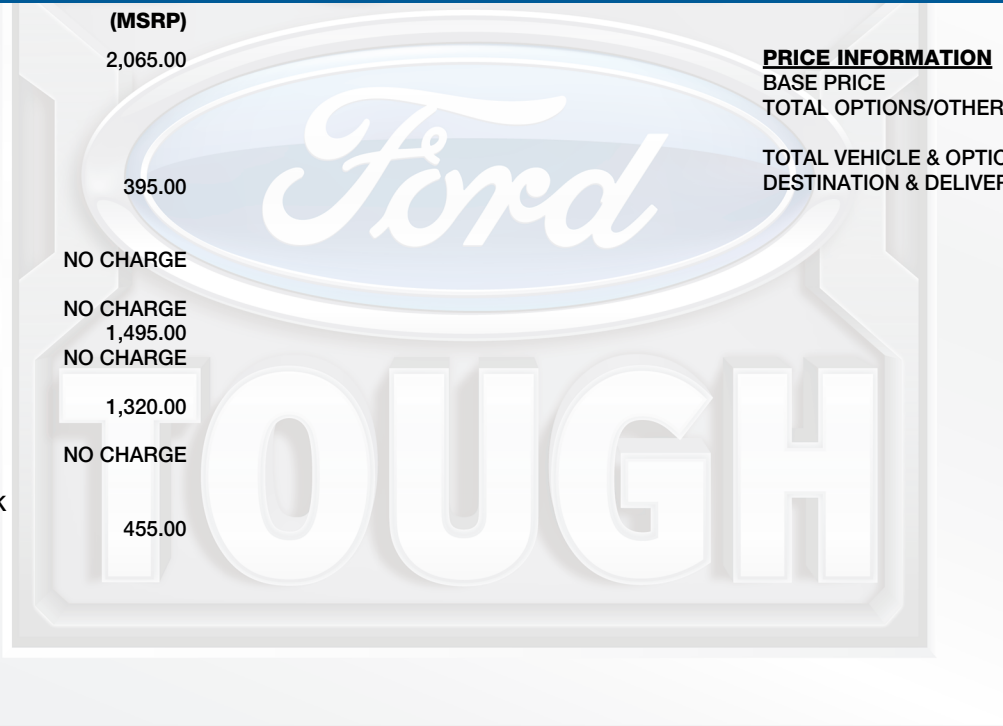 (MSRP)
2,065.00
395.00
NO CHARGE
NO CHARGE
1,495.00
NO CHARGE
1,320.00
NO CHARGE
K
455.00
PRICE INFORMATION
BASE PRICE
TOTAL OPTIONS/OTHER
TOTAL VEHICLE & OPTIO
DESTINATION & DELIVER
Ford
TOUGH